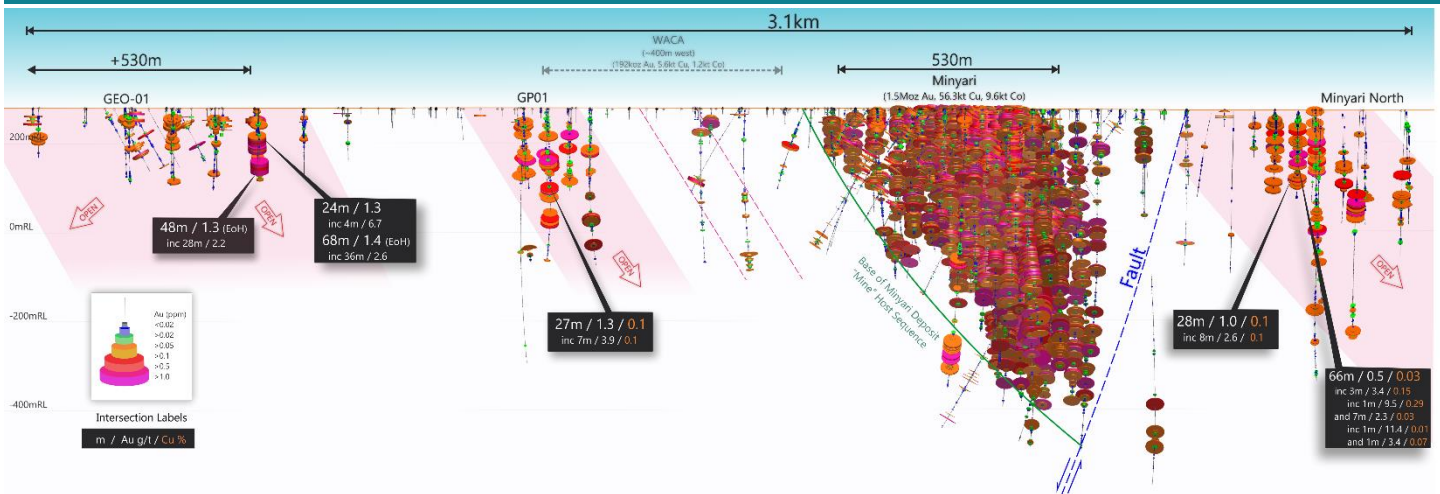 3.1km
WACA
(~400m west)
(192koz Au, 5.6kt Cu, 1.2kt Co)
+530m
530m
GEO-01
GP01
Minyari
(1.5Moz Au, 56.3kt Cu, 9.6kt Co)
Minyari North
200mRL
0mRL
-200mRL
-400mRL
OPEN
OPEN
OPEN
OPEN
48m / 1.3 (EoH)
inc 28m / 2.2
24m / 1.3
inc 4m / 6.7
68m / 1.4 (EoH)
inc 36m / 2.6
27m / 1.3 / 0.1
inc 7m / 3.9 / 0.1
Base of Minyari Deposit
"Mine" Host Sequence
Fault
28m / 1.0 / 0.1
inc 8m / 2.6 / 0.1
66m / 0.5 / 0.03
inc 3m / 3.4 / 0.15
inc 1m / 9.5 / 0.29
and 7m / 2.3 / 0.03
inc 1m / 11.4 / 0.01
and 1m / 3.4 / 0.07
Au (ppm)
<0.02
>0.02
>0.05
>0.1
>0.5
>1.0
Intersection Labels
m / Au g/t / Cu %